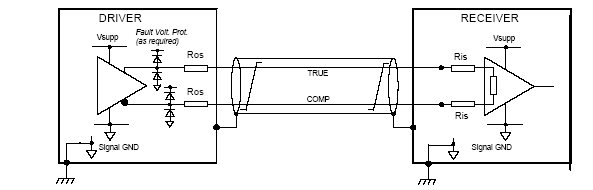 DRIVER
Vsupp
Fault Volt. Prot.
(as required)
Ros
Ros
Signal GND
TRUE
COMP
RECEIVER
Vsupp
Ris
Ris
Signal GND